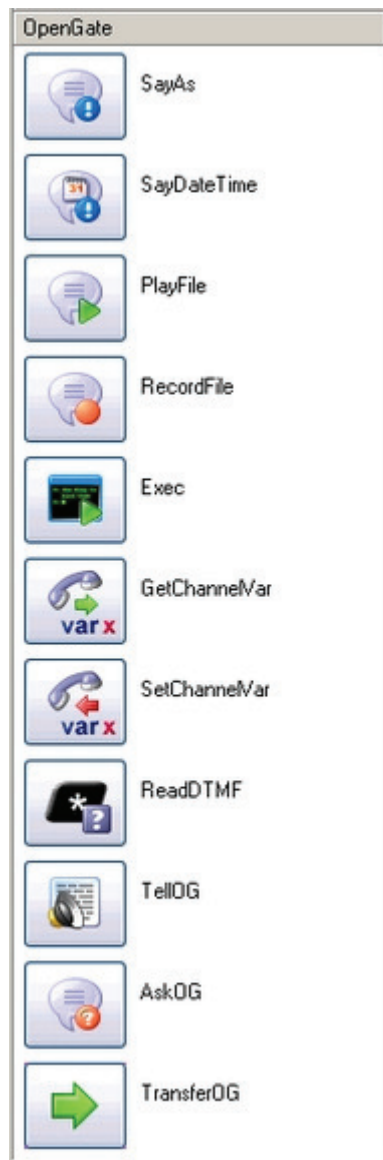 OpenGate
SayAs
31
SayDateTime
PlayFile
RecordFile
Exec
GetChannelVar
var x
SetChannelVar
var x
*
?
ReadDTMF
TellOG
AskOG
?
TransferOG